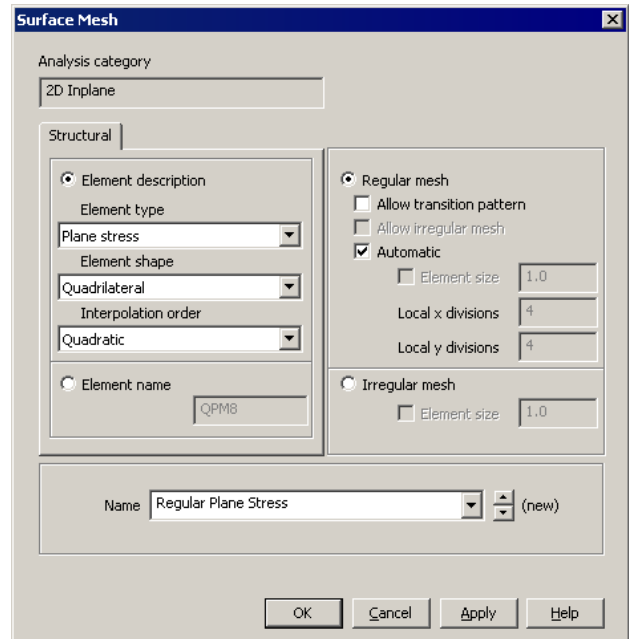 Surface Mesh
Analysis category
2D Inplane
Structural
Element description
Element type
Plane stress
Element shape
Quadrilateral
Interpolation order
Quadratic
Element name
QPM8
Regular mesh
Allow transition pattern
Allow irregular mesh
Automatic
Element size 1.0
Local x divisions 4
Local y divisions 4
Irregular mesh
Element size 1.0
Name Regular Plane Stress (new)
OK Cancel Apply Help